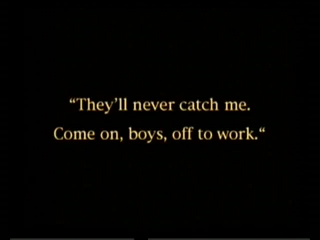 “They’ll never catch me.
Come on, boys, off to work.“